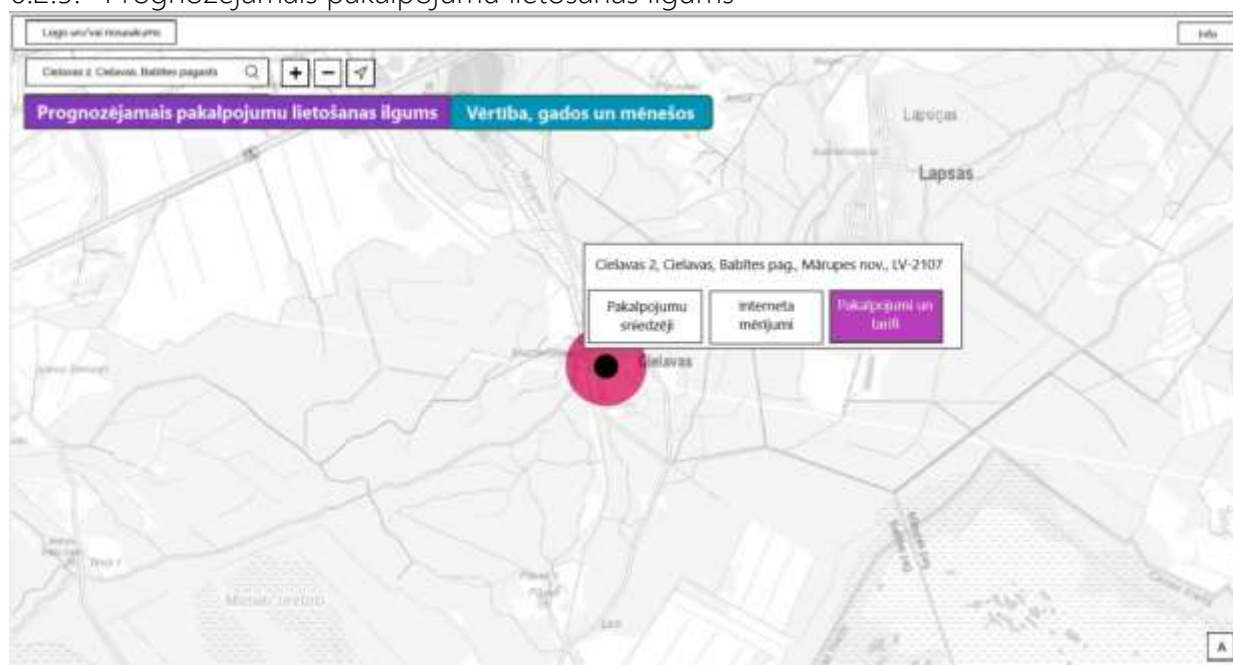 Prognozējamais pakalpojumu lietošanas ilgums
Logo un/vai nosaukums
Info
Cielavas 2, Cielavas, Babītes pagasts
Prognozējamais pakalpojumu lietošanas ilgums
Vērtība, gados un mēnešos
Lapsas
Cielavas 2, Cielavas, Babītes pag., Mārupes nov., LV-2107
Pakalpojumu
sniedzēji
Interneta
mērījumi
Pakalpojumi un
tarifi
Cielavas
A